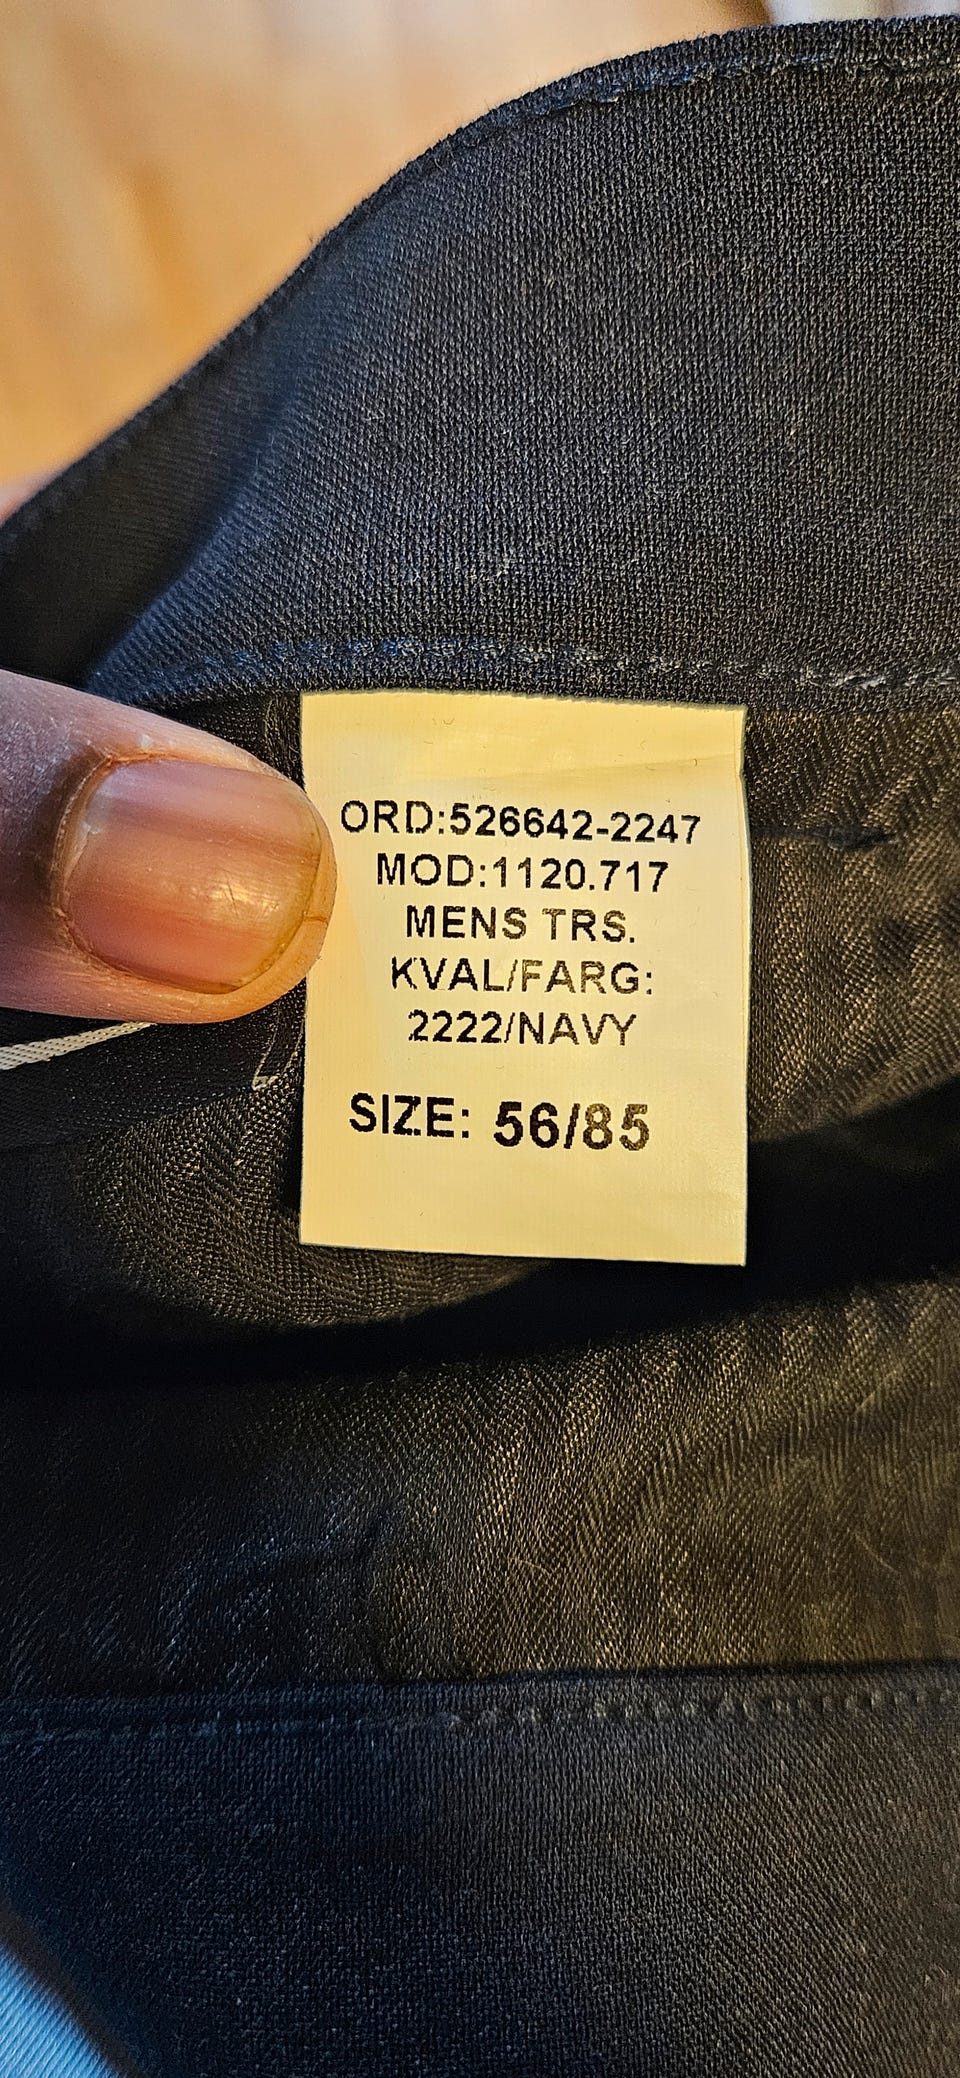 ORD:526642-2247
MOD:1120.717
MENS TRS.
KVAL/FARG:
2222/NAVY
SIZE: 56/85